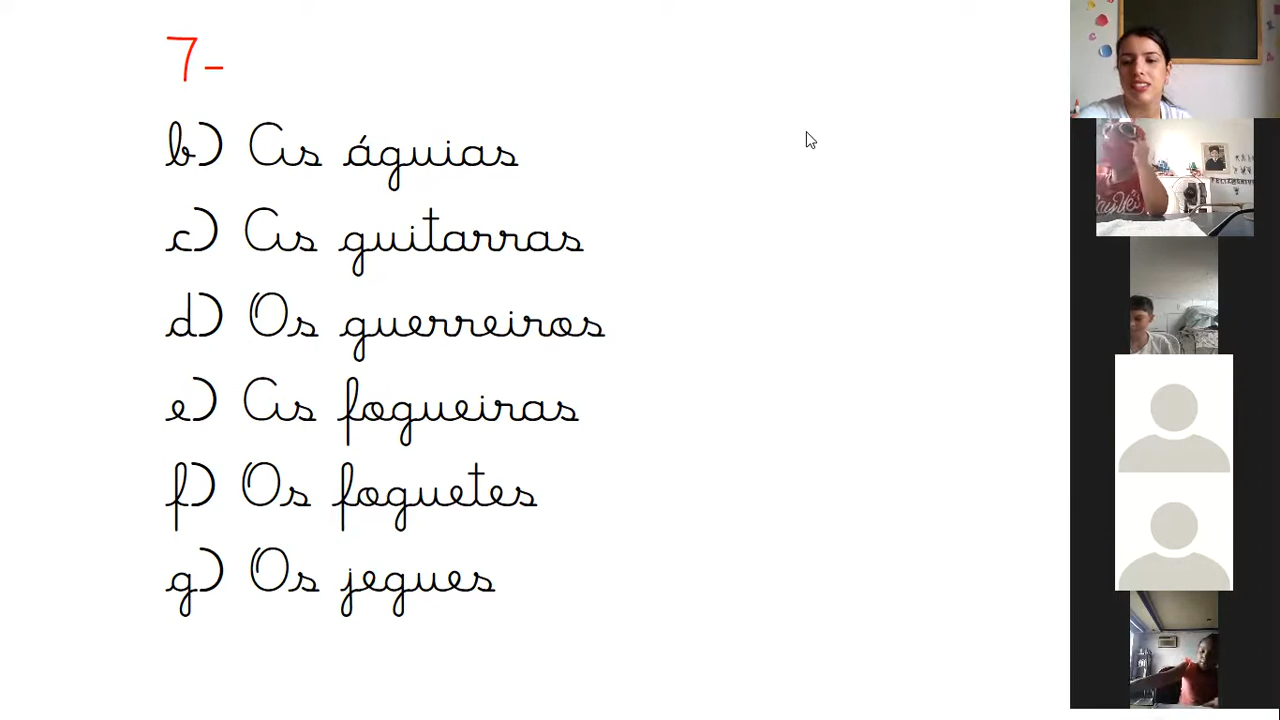 7-
b) As águias
c) As guitarras
d) Os guerreiros
e) As fogueiras
f) Os foguetes
g) Os jegues